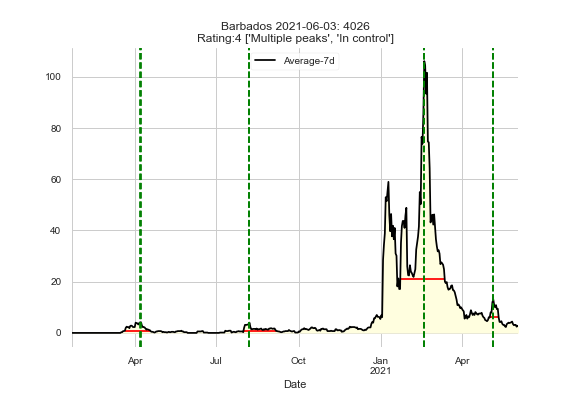 Barbados 2021-06-03: 4026
Rating:4 ['Multiple peaks', 'In control']
Average-7d
100
80
60
40
20
0
Apr
Jul
Oct
Jan
2021
Apr
Date